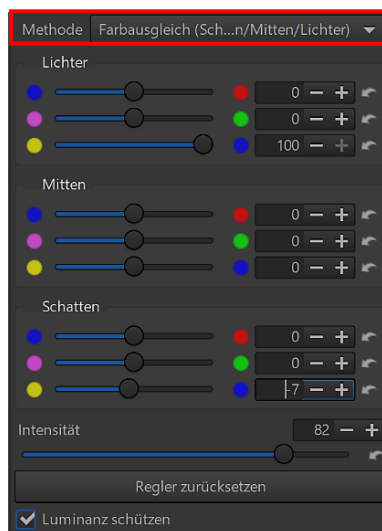 Methode Farbausgleich (Sch...n/Mitten/Lichter)
Lichter
0 − +
0 − +
100 − +
Mitten
0 − +
0 − +
0 − +
Schatten
0 − +
0 − +
-7 − +
Intensität 82 − +
Regler zurücksetzen
Luminanz schützen